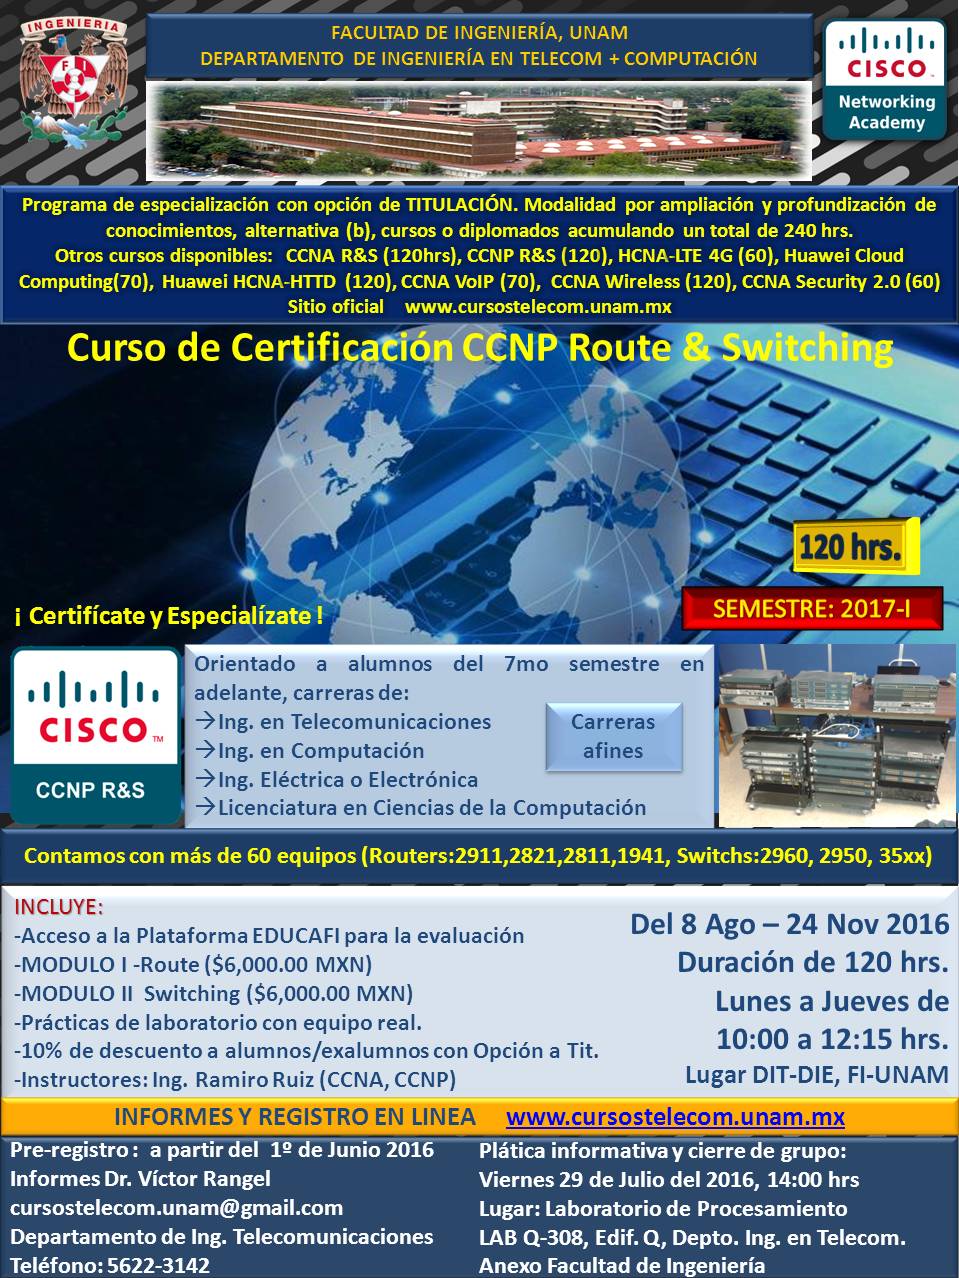 INGENIERIA
FI
FACULTAD DE INGENIERÍA, UNAM
DEPARTAMENTO DE INGENIERÍA EN TELECOM + COMPUTACIÓN
CISCO™
Networking
Academy
Programa de especialización con opción de TITULACIÓN. Modalidad por ampliación y profundización de
conocimientos, alternativa (b), cursos o diplomados acumulando un total de 240 hrs.
Otros cursos disponibles: CCNA R&S (120hrs), CCNP R&S (120), HCNA-LTE 4G (60), Huawei Cloud
Computing(70), Huawei HCNA-HTTD (120), CCNA VoIP (70), CCNA Wireless (120), CCNA Security 2.0 (60)
Sitio oficial www.cursostelecom.unam.mx
Curso de Certificación CCNP Route & Switching
120 hrs.
SEMESTRE: 2017-I
¡ Certifícate y Especialízate !
CISCO™
CCNP R&S
Orientado a alumnos del 7mo semestre en
adelante, carreras de:
→Ing. en Telecomunicaciones
→Ing. en Computación
→Ing. Eléctrica o Electrónica
→Licenciatura en Ciencias de la Computación
Carreras
afines
Contamos con más de 60 equipos (Routers:2911,2821,2811,1941, Switchs:2960, 2950, 35xx)
INCLUYE:
-Acceso a la Plataforma EDUCAFI para la evaluación
-MODULO I -Route ($6,000.00 MXN)
-MODULO II Switching ($6,000.00 MXN)
-Prácticas de laboratorio con equipo real.
-10% de descuento a alumnos/exalumnos con Opción a Tit.
-Instructores: Ing. Ramiro Ruiz (CCNA, CCNP)
Del 8 Ago – 24 Nov 2016
Duración de 120 hrs.
Lunes a Jueves de
10:00 a 12:15 hrs.
Lugar DIT-DIE, FI-UNAM
INFORMES Y REGISTRO EN LINEA www.cursostelecom.unam.mx
Pre-registro : a partir del 1º de Junio 2016
Informes Dr. Víctor Rangel
cursostelecom.unam@gmail.com
Departamento de Ing. Telecomunicaciones
Teléfono: 5622-3142
Plática informativa y cierre de grupo:
Viernes 29 de Julio del 2016, 14:00 hrs
Lugar: Laboratorio de Procesamiento
LAB Q-308, Edif. Q, Depto. Ing. en Telecom.
Anexo Facultad de Ingeniería